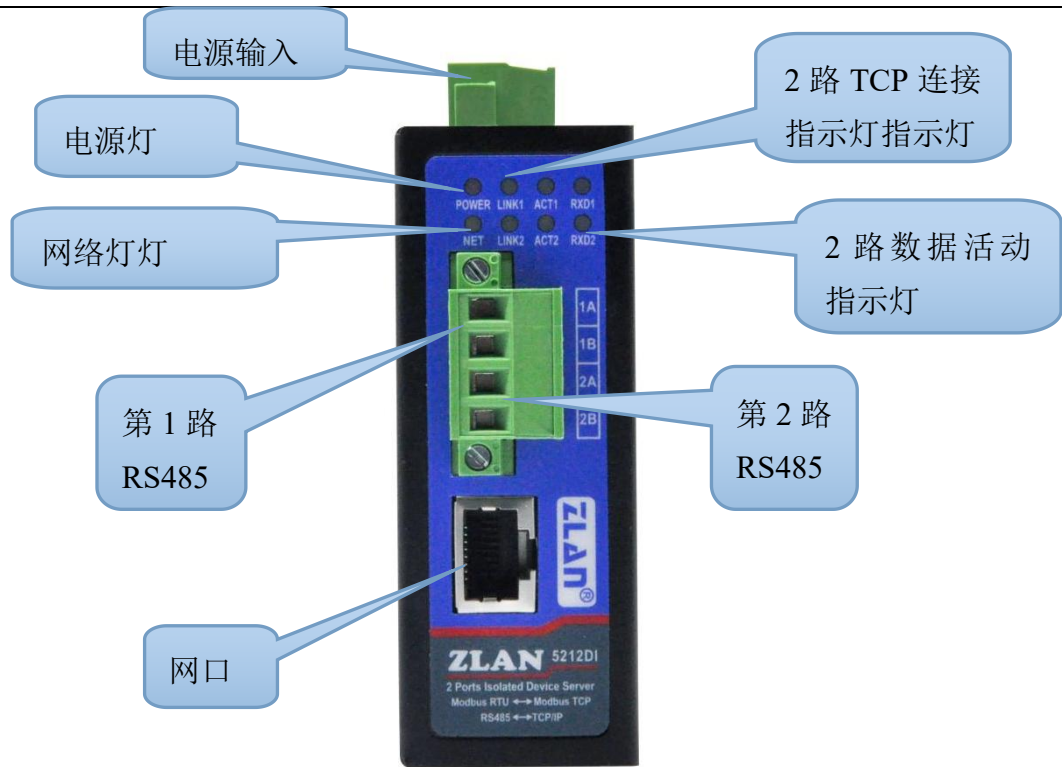 电源输入
2 路 TCP 连接
指示灯指示灯
电源灯
POWER LINK1 ACT1 RXD1
NET LINK2 ACT2 RXD2
网络灯灯
2 路数据活动
指示灯
1A
1B
2A
2B
第 1 路
RS485
第 2 路
RS485
ZLAN®
网口
ZLAN 5212DI
2 Ports Isolated Device Server
Modbus RTU ↔ Modbus TCP
RS485 ↔ TCP/IP